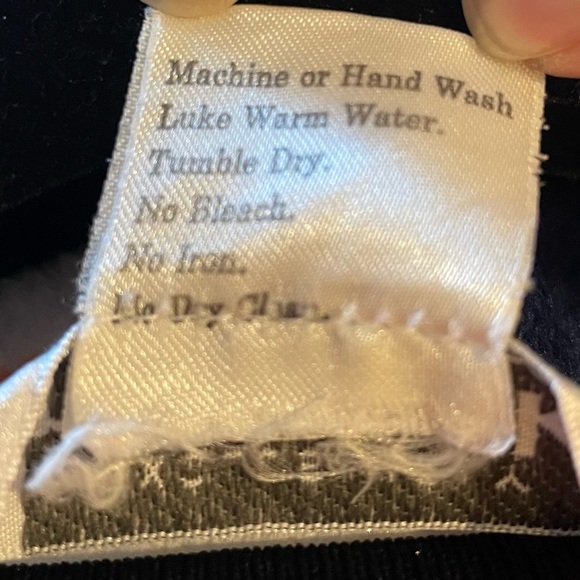 Machine or Hand Wash
Luke Warm Water.
Tumble Dry.
No Bleach.
No Iron.
No Dry Clean.